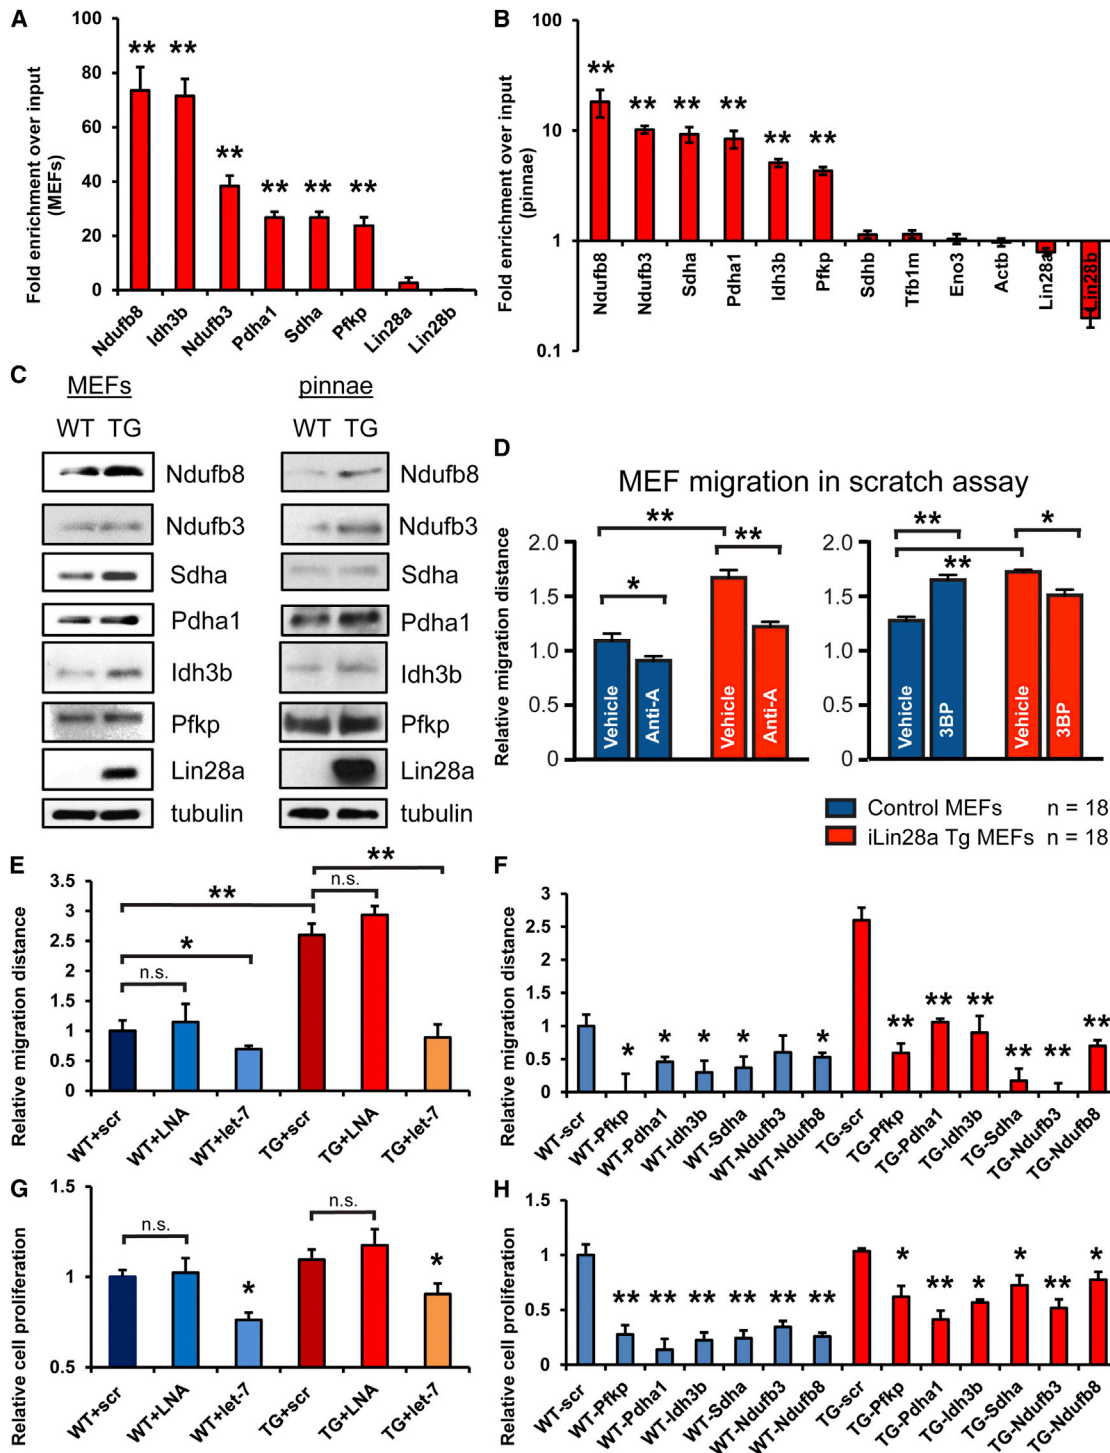 A
Fold enrichment over input
(MEFs)
100
80
60
40
20
0
** ** ** ** ** **
Ndufb8 Idh3b Ndufb3 Pdha1 Sdha Pfkp Lin28a Lin28b
B
Fold enrichment over input
(pinnae)
100
10
1
0.1
** ** ** ** ** **
Ndufb8 Ndufb3 Sdha Pdha1 Idh3b Pfkp Sdhb Tfb1m Eno3 Actb Lin28a Lin28b
C
MEFs
WT TG
Ndufb8
Ndufb3
Sdha
Pdha1
Idh3b
Pfkp
Lin28a
tubulin
pinnae
WT TG
Ndufb8
Ndufb3
Sdha
Pdha1
Idh3b
Pfkp
Lin28a
tubulin
D
MEF migration in scratch assay
Relative migration distance
2.0
1.5
1.0
0.5
0
** ** *
Vehicle Anti-A Vehicle Anti-A
2.0
1.5
1.0
0.5
0
** * **
Vehicle 3BP Vehicle 3BP
Control MEFs n = 18
iLin28a Tg MEFs n = 18
E
Relative migration distance
3.5
3
2.5
2
1.5
1
0.5
0
**
n.s.
**
*
n.s.
WT+scr WT+LNA WT+let-7 TG+scr TG+LNA TG+let-7
F
Relative migration distance
3
2.5
2
1.5
1
0.5
0
* * * * * ** ** ** ** ** **
WT-scr WT-Pfkp WT-Pdha1 WT-Idh3b WT-Sdha WT-Ndufb3 WT-Ndufb8 TG-scr TG-Pfkp TG-Pdha1 TG-Idh3b TG-Sdha TG-Ndufb3 TG-Ndufb8
G
Relative cell proliferation
1.5
1
0.5
n.s. n.s.
* *
WT+scr WT+LNA WT+let-7 TG+scr TG+LNA TG+let-7
H
Relative cell proliferation
1.5
1
0.5
0
** ** ** ** ** ** * ** * * ** *
WT-scr WT-Pfkp WT-Pdha1 WT-Idh3b WT-Sdha WT-Ndufb3 WT-Ndufb8 TG-scr TG-Pfkp TG-Pdha1 TG-Idh3b TG-Sdha TG-Ndufb3 TG-Ndufb8